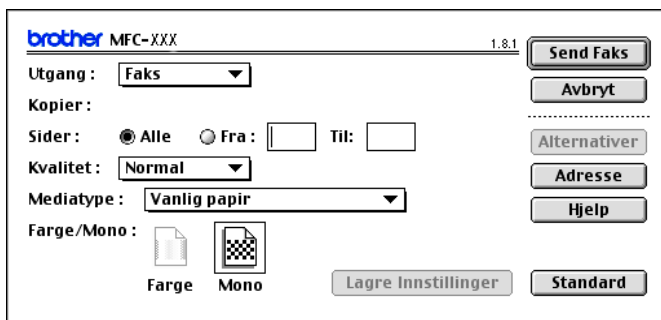 brother MFC-XXX
1.8.1
Send Faks
Utgang : Faks
Avbryt
Kopier :
Sider : Alle Fra : Til:
Alternativer
Kvalitet : Normal
Adresse
Mediatype : Vanlig papir
Hjelp
Farge/Mono :
Farge Mono
Lagre Innstillinger
Standard